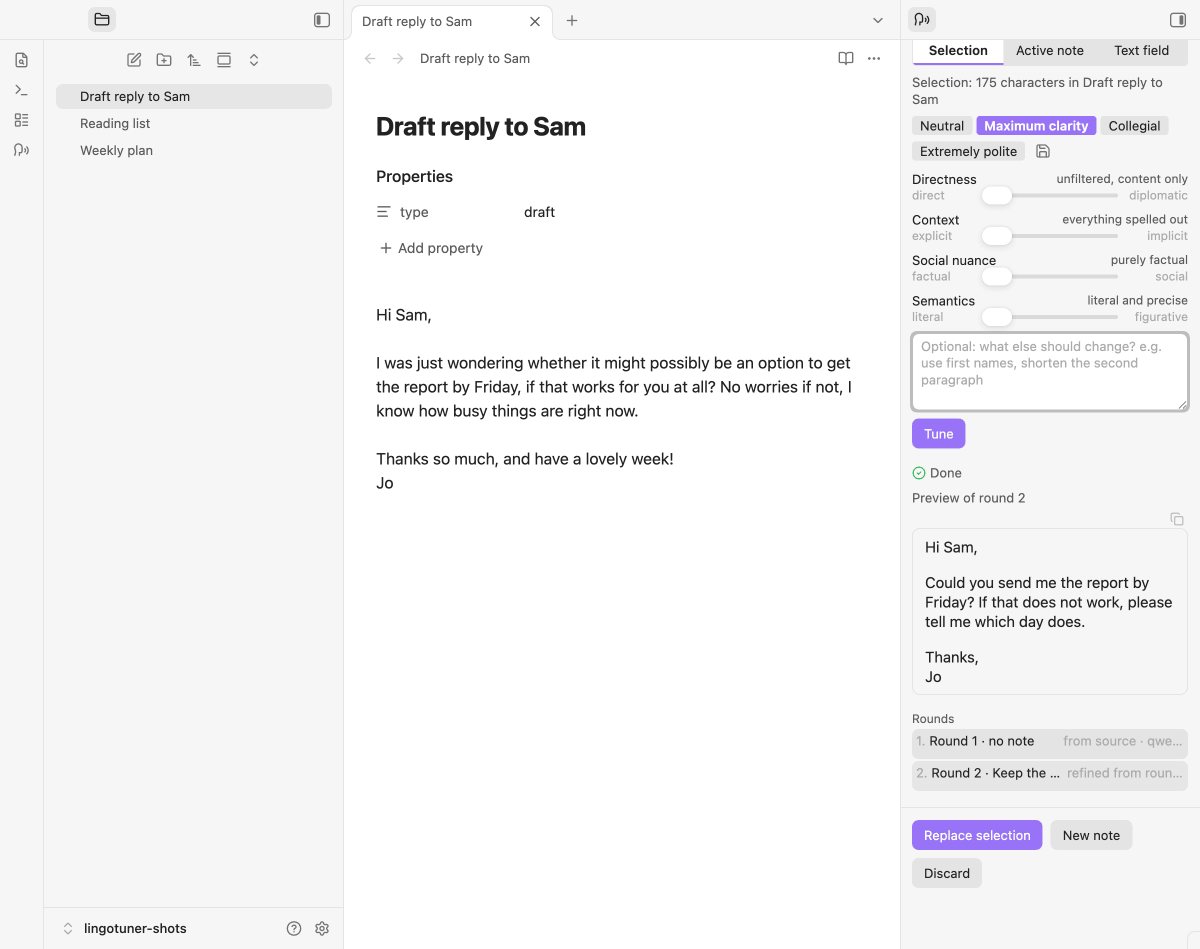 Draft reply to Sam
Draft reply to Sam
Draft reply to Sam
Reading list
Weekly plan
Draft reply to Sam
Properties
type draft
Add property
Hi Sam,
I was just wondering whether it might possibly be an option to get
the report by Friday, if that works for you at all? No worries if not, I
know how busy things are right now.
Thanks so much, and have a lovely week!
Jo
lingotuner-shots
Selection Active note Text field
Selection: 175 characters in Draft reply to
Sam
Neutral Maximum clarity Collegial
Extremely polite
Directness unfiltered, content only
direct diplomatic
Context everything spelled out
explicit implicit
Social nuance purely factual
factual social
Semantics literal and precise
literal figurative
Optional: what else should change? e.g.
use first names, shorten the second
paragraph
Tune
Done
Preview of round 2
Hi Sam,
Could you send me the report by
Friday? If that does not work, please
tell me which day does.
Thanks,
Jo
Rounds
1. Round 1 · no note from source · qwe...
2. Round 2 · Keep the ... refined from roun...
Replace selection New note
Discard